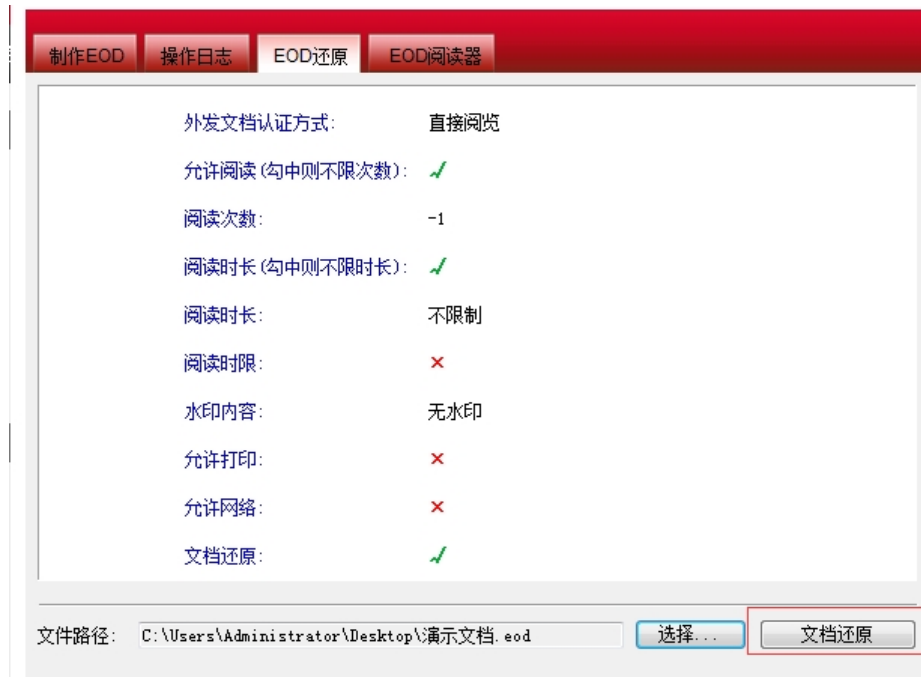 制作EOD 操作日志 EOD还原 EOD阅读器
外发文档认证方式: 直接阅览
允许阅读(勾中则不限次数):
阅读次数: -1
阅读时长(勾中则不限时长):
阅读时长: 不限制
阅读时限:
水印内容: 无水印
允许打印:
允许网络:
文档还原:
文件路径: C:\Users\Administrator\Desktop\演示文档.eod 选择... 文档还原